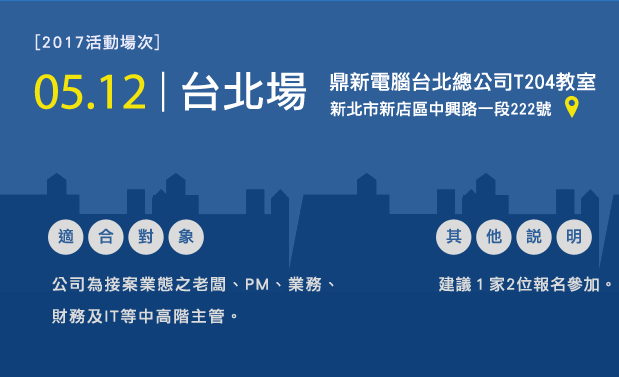 [2017活動場次]
05.12｜台北場
鼎新電腦台北總公司T204教室
新北市新店區中興路一段222號
適合對象
公司為接案業態之老闆、PM、業務、
財務及IT等中高階主管。
其他説明
建議1家2位報名參加。